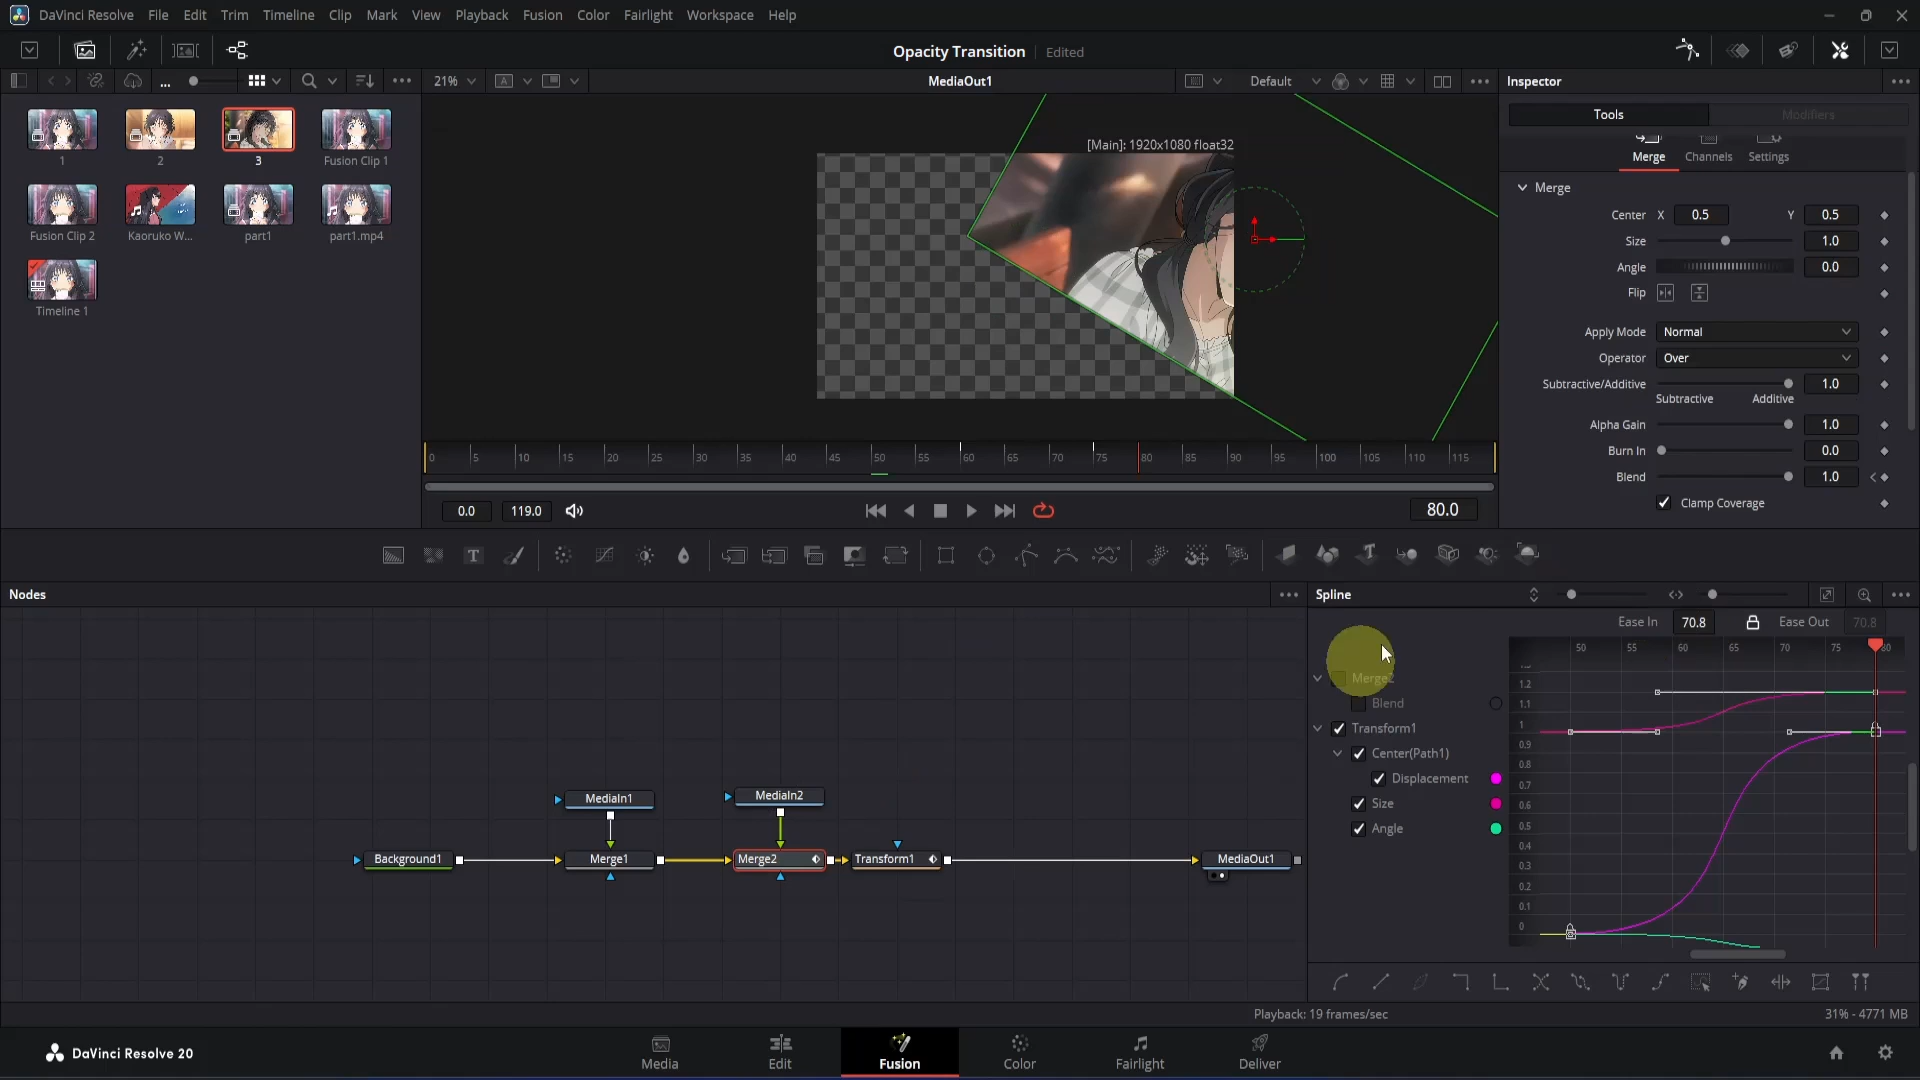 DaVinci Resolve File Edit Trim Timeline Clip Mark View Playback Fusion Color Fairlight Workspace Help
Opacity Transition Edited
... 21% MediaOut1 Default Inspector
Tools Modifiers
Merge Channels Settings
Merge
Center X 0.5 Y 0.5
Size 1.0
Angle 0.0
Flip
Apply Mode Normal
Operator Over
Subtractive/Additive 1.0
Subtractive Additive
Alpha Gain 1.0
Burn In 0.0
Blend 1.0
Clamp Coverage
1 2 3 Fusion Clip 1
Fusion Clip 2 Kaoruko W... part1 part1.mp4
Timeline 1
[Main]: 1920x1080 float32
0 5 10 15 20 25 30 35 40 45 50 55 60 65 70 75 80 85 90 95 100 105 110 115
0.0 119.0 80.0
Nodes
MediaIn1 MediaIn2
Background1 Merge1 Merge2 Transform1 MediaOut1
Spline
Ease In 70.8 Ease Out 70.8
50 55 60 65 70 75 80
Merge2
Blend
Transform1
Center(Path1)
Displacement
Size
Angle
1.2
1.1
1
0.9
0.8
0.7
0.6
0.5
0.4
0.3
0.2
0.1
0
Playback: 19 frames/sec 31% - 4771 MB
DaVinci Resolve 20 Media Edit Fusion Color Fairlight Deliver